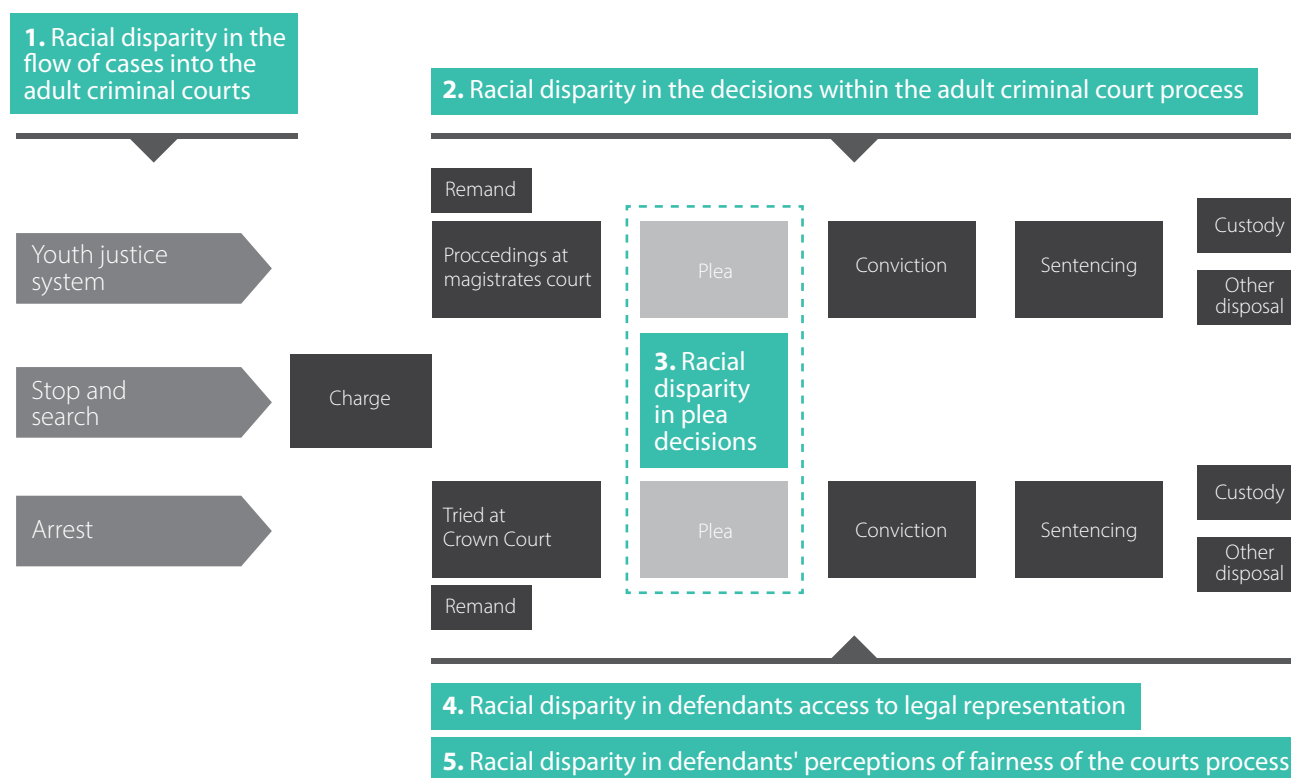 1. Racial disparity in the
flow of cases into the
adult criminal courts
2. Racial disparity in the decisions within the adult criminal court process
Youth justice
system
Stop and
search
Arrest
Charge
Remand
Proccedings at
magistrates court
Plea
Conviction
Sentencing
Custody
Other
disposal
3. Racial
disparity
in plea
decisions
Tried at
Crown Court
Remand
Plea
Conviction
Sentencing
Custody
Other
disposal
4. Racial disparity in defendants access to legal representation
5. Racial disparity in defendants' perceptions of fairness of the courts process